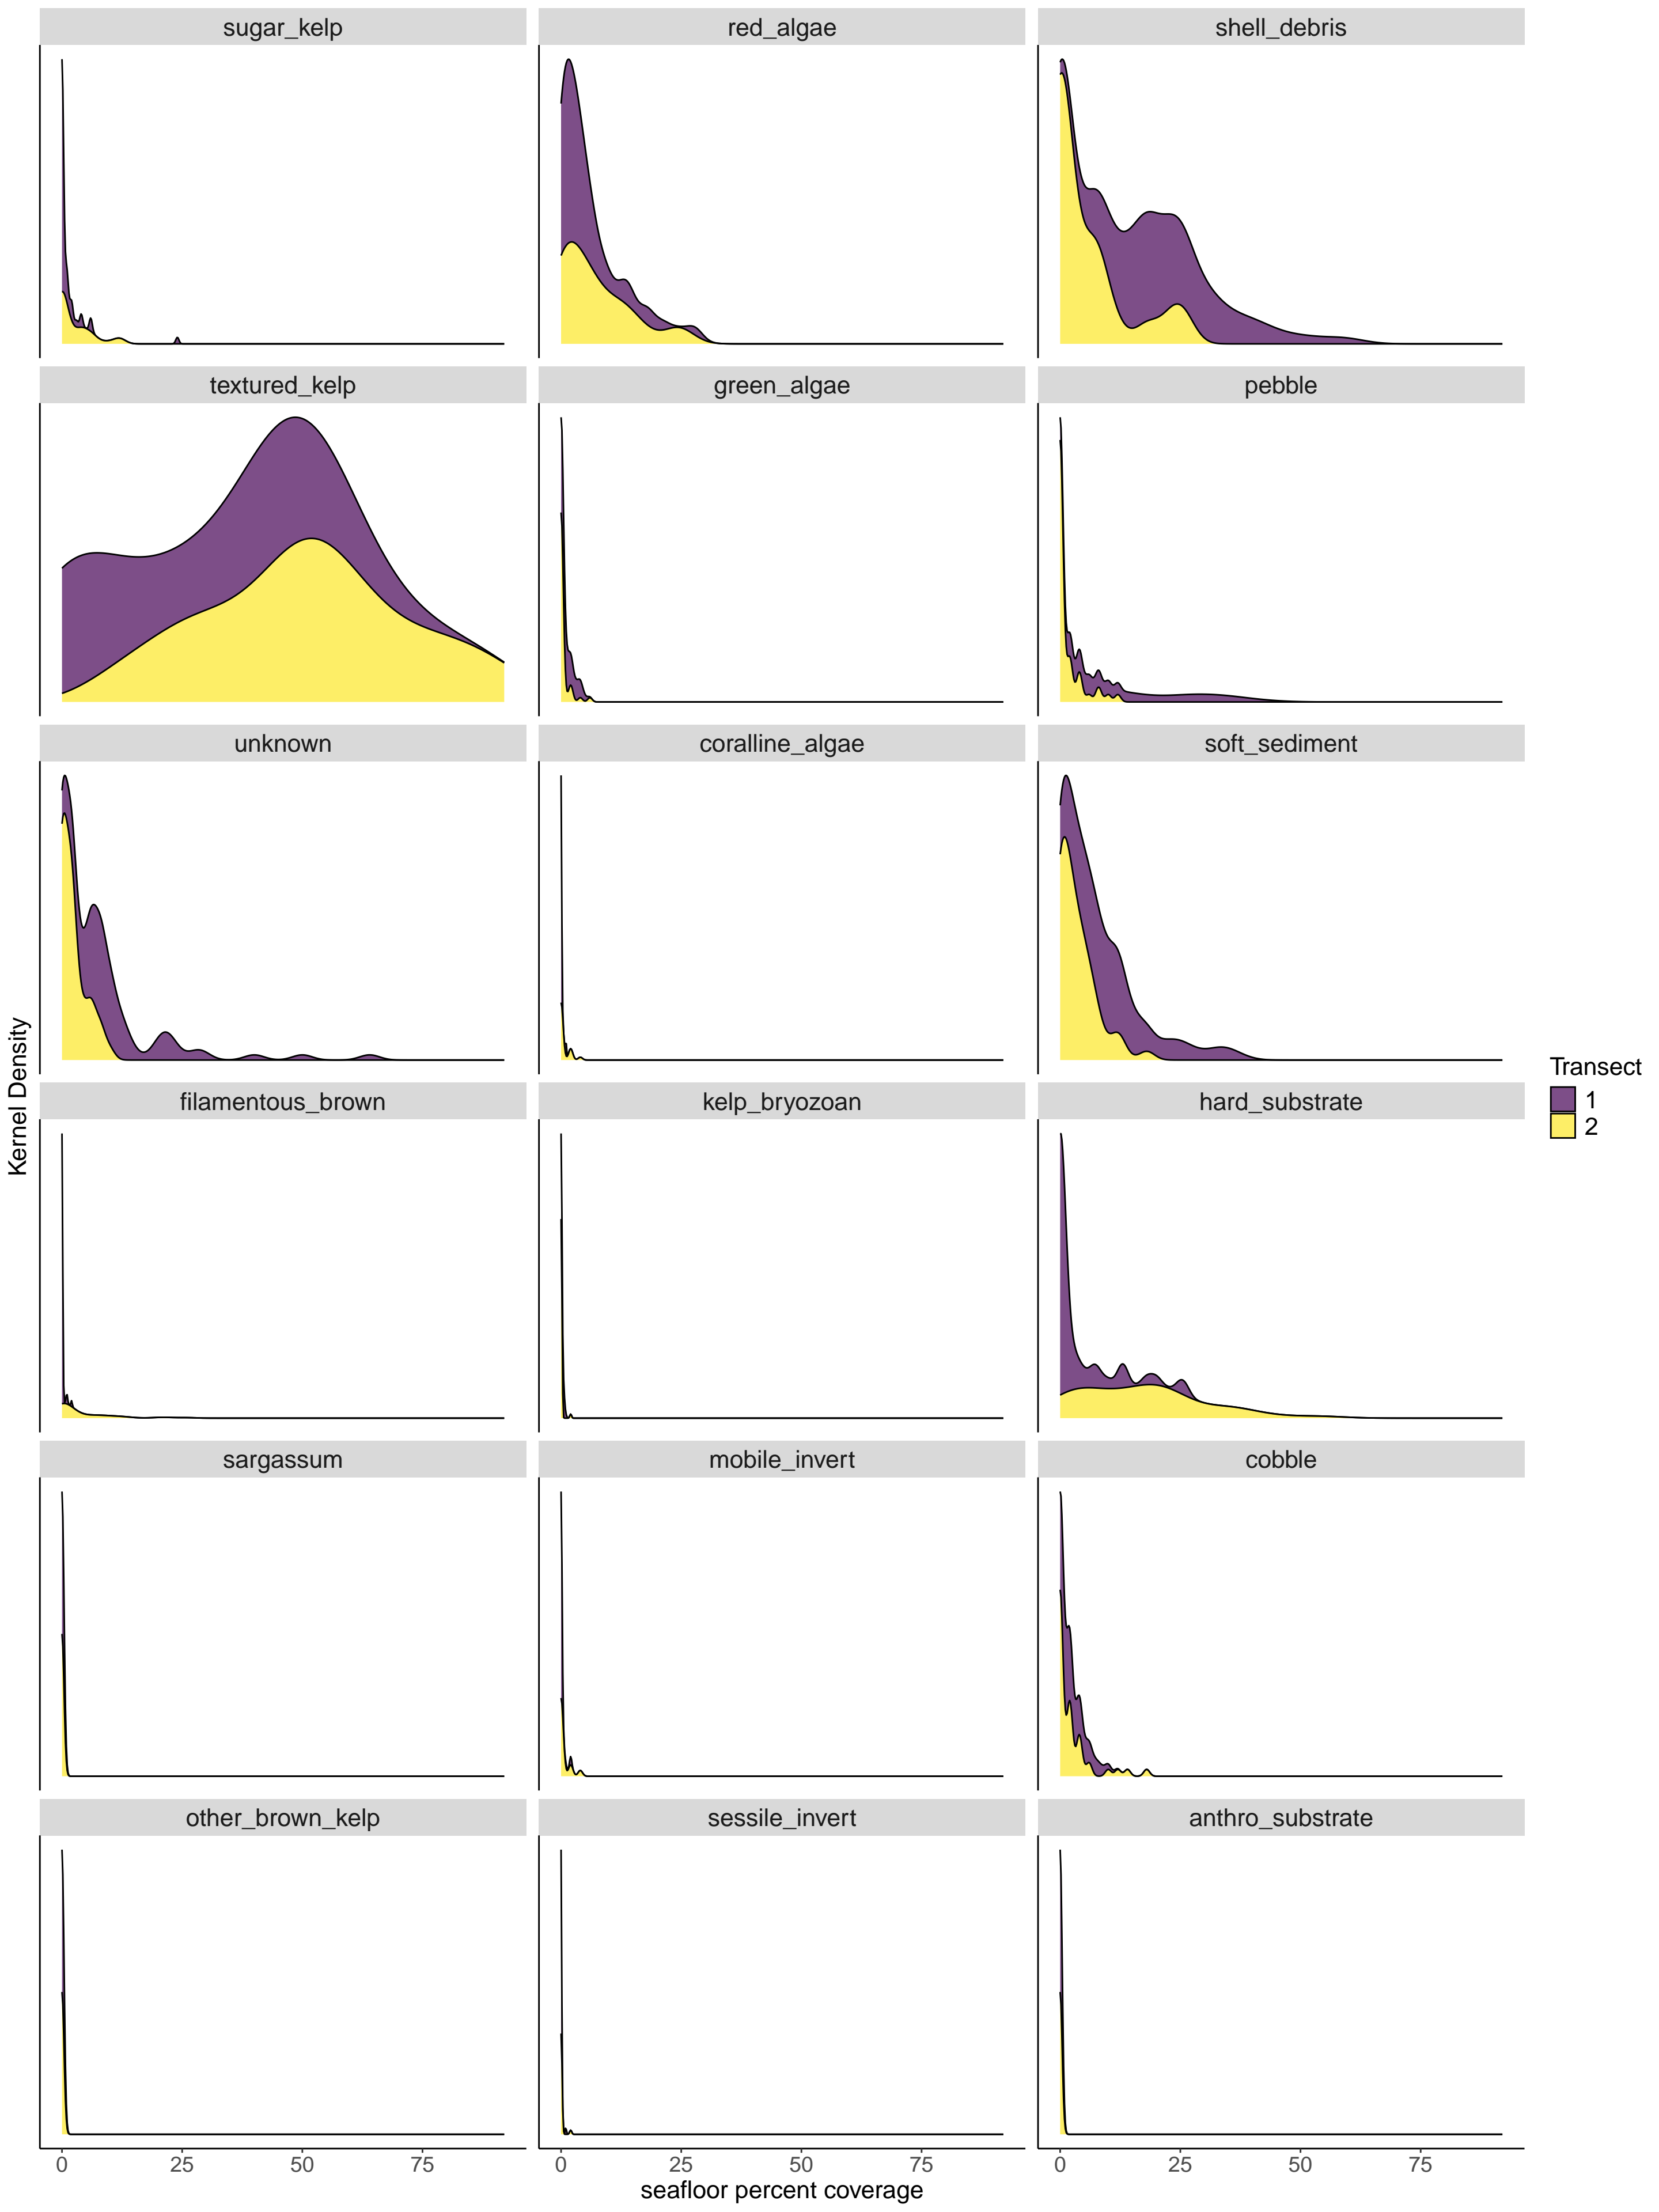 sugar_kelp red_algae shell_debris
textured_kelp green_algae pebble
unknown coralline_algae soft_sediment
filamentous_brown kelp_bryozoan hard_substrate
sargassum mobile_invert cobble
other_brown_kelp sessile_invert anthro_substrate
0 25 50 75 0 25 50 75 0 25 50 75
seafloor percent coverage
Kernel Density
Transect
1
2